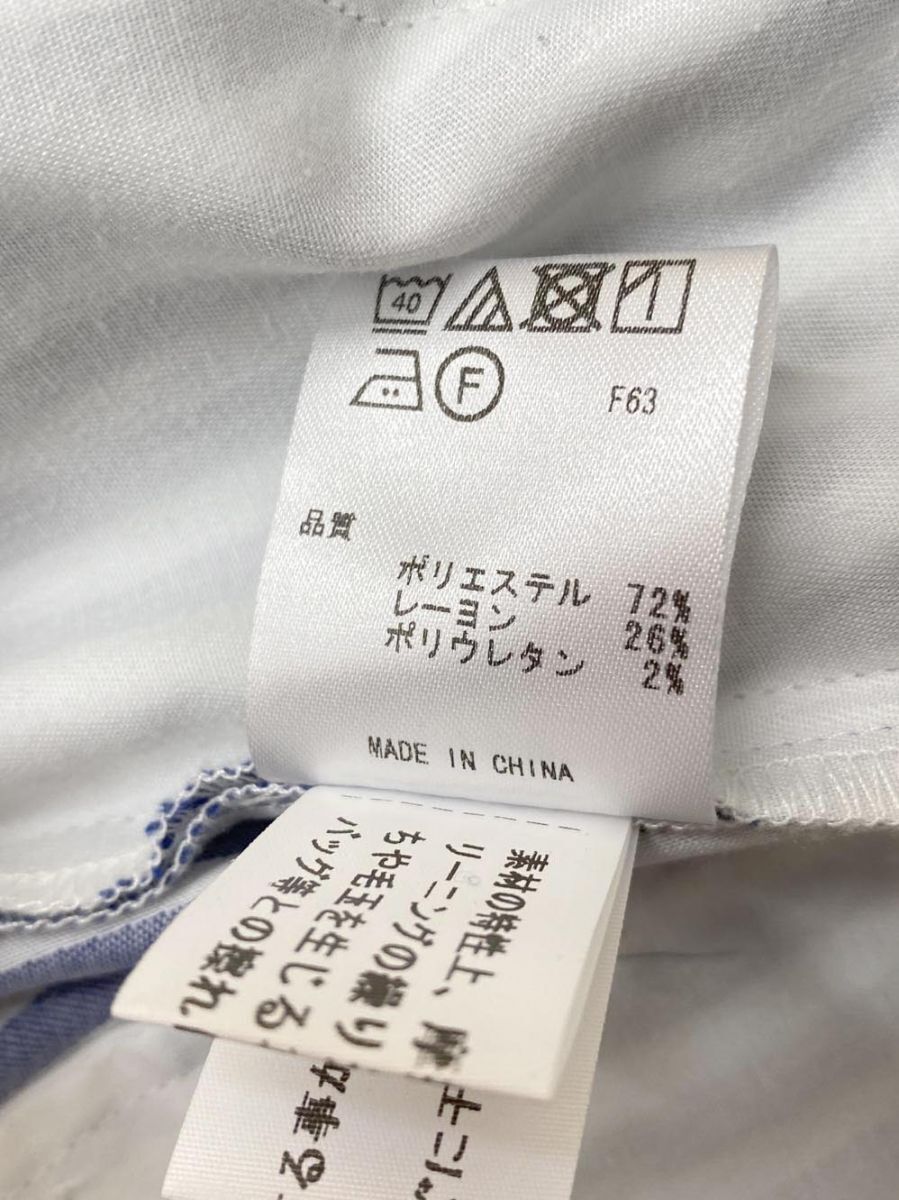 40
F F63
品質
ポリエステル 72%
レーヨン 26%
ポリウレタン 2%
MADE IN CHINA
素材の特性上、摩
リーニングの繰り
ちや毛玉を生じる
バッグ等との擦れ